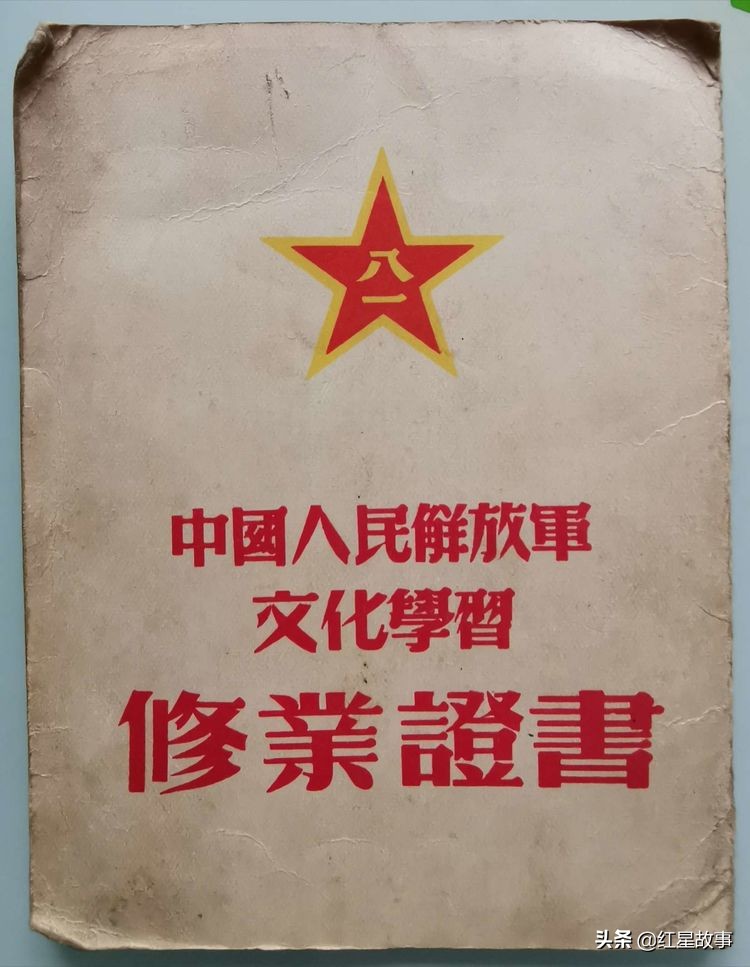 八
一
中國人民解放軍
文化學習
修業證書
头条 @红星故事